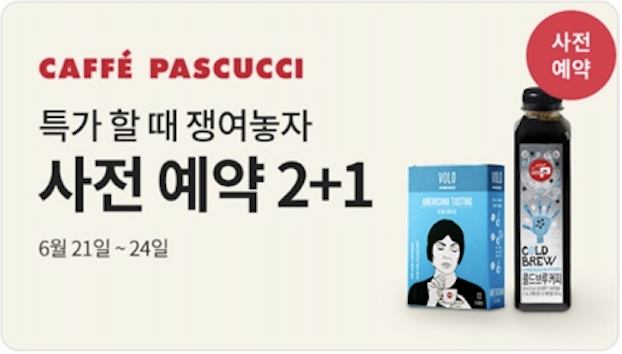 CAFFÉ PASCUCCI
특가 할 때 쟁여놓자
사전 예약 2+1
6월 21일 ~ 24일
사전
예약
VOLO
PASCUCCI
AMERICANO TASTING
COLD
BREW
콜드브루커피